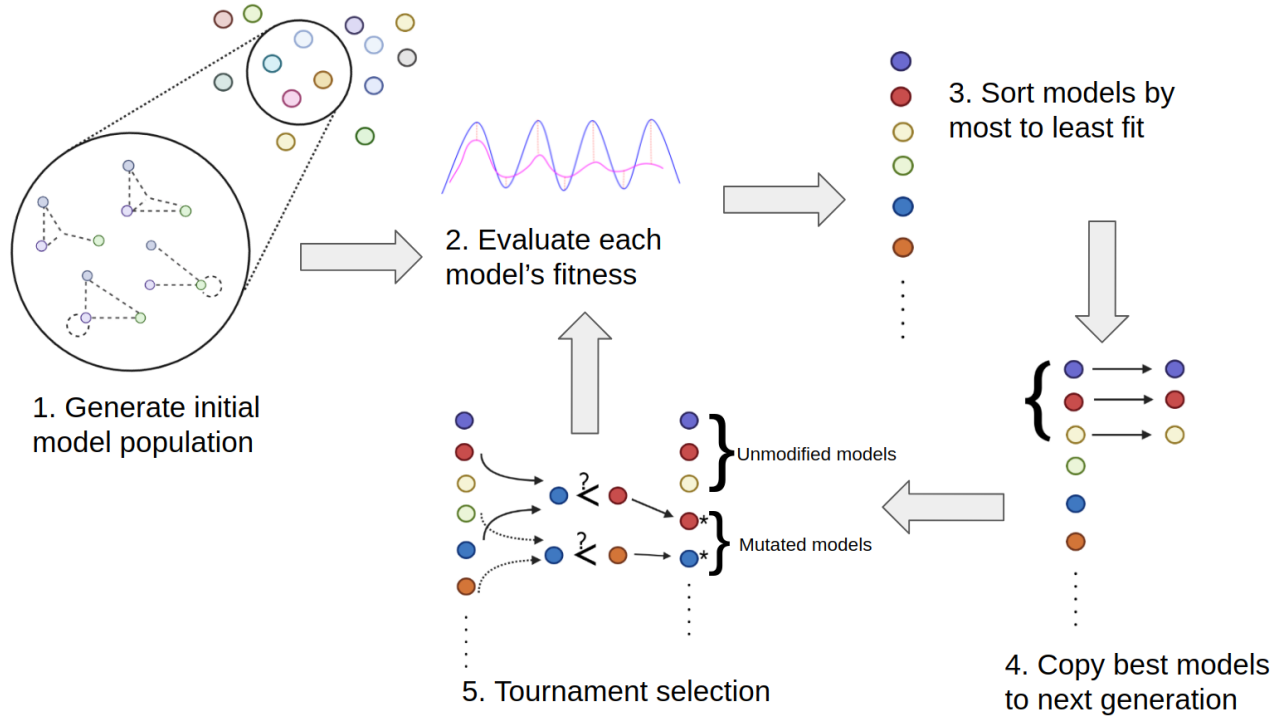 1. Generate initial
model population
2. Evaluate each
model’s fitness
3. Sort models by
most to least fit
4. Copy best models
to next generation
5. Tournament selection
?
<
?
<
Unmodified models
*
*
Mutated models